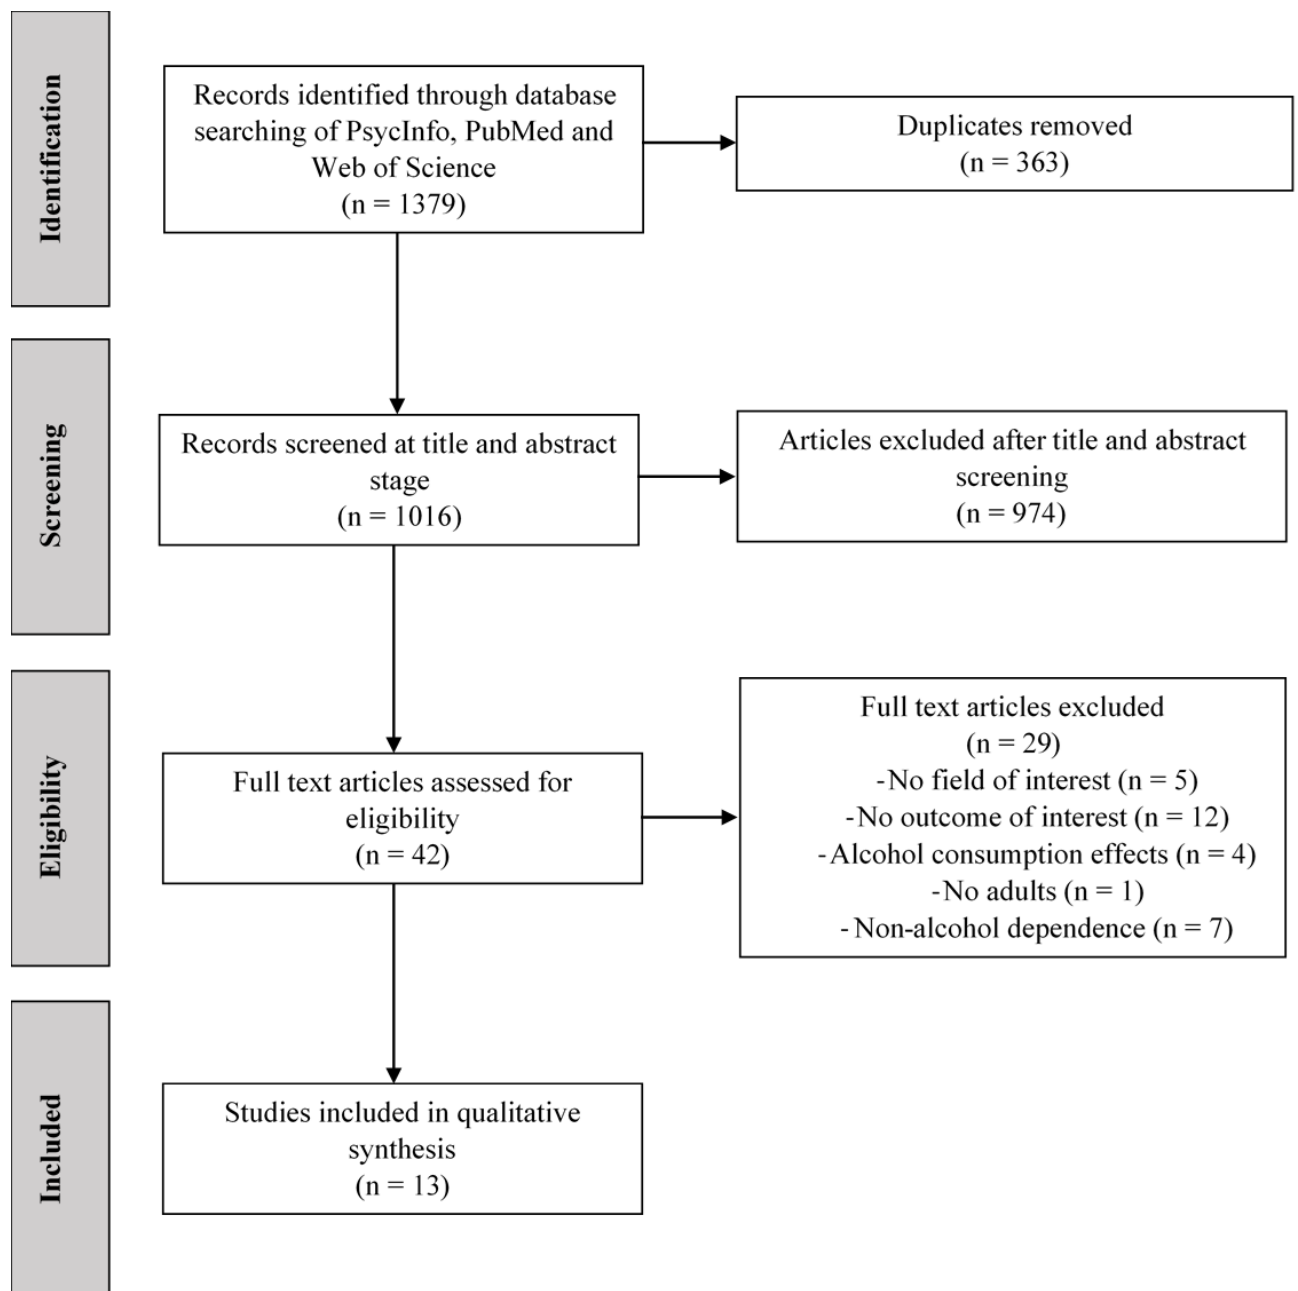 Identification
Records identified through database
searching of PsycInfo, PubMed and
Web of Science
(n = 1379)
Duplicates removed
(n = 363)
Screening
Records screened at title and abstract
stage
(n = 1016)
Articles excluded after title and abstract
screening
(n = 974)
Eligibility
Full text articles assessed for
eligibility
(n = 42)
Full text articles excluded
(n = 29)
-No field of interest (n = 5)
-No outcome of interest (n = 12)
-Alcohol consumption effects (n = 4)
-No adults (n = 1)
-Non-alcohol dependence (n = 7)
Included
Studies included in qualitative
synthesis
(n = 13)